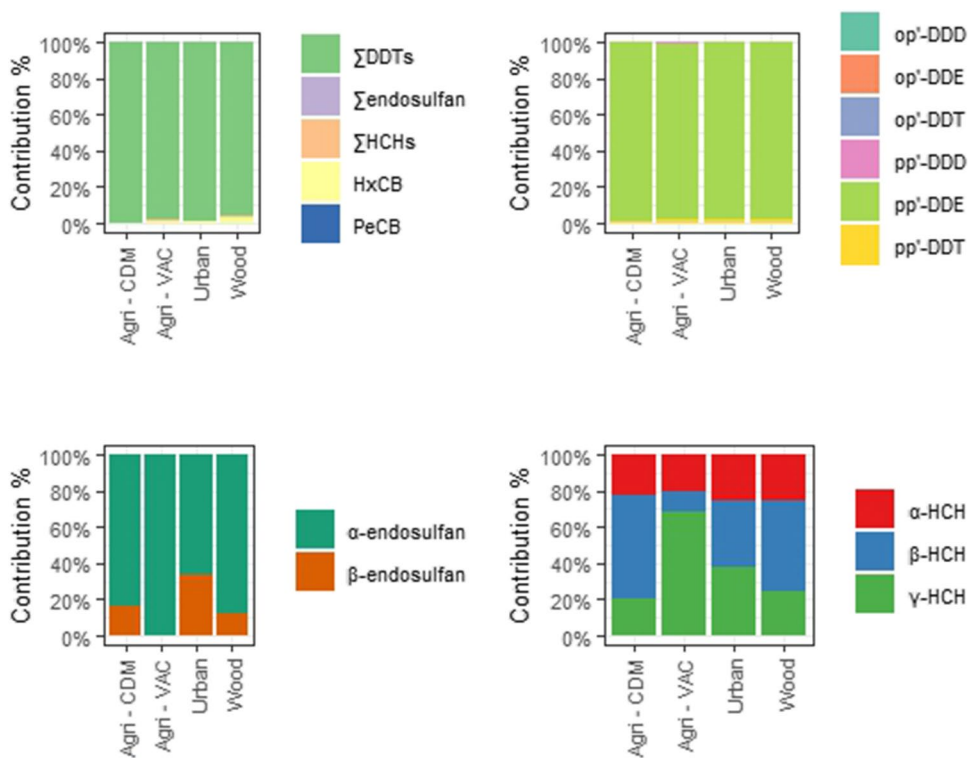 Contribution %
100%
80%
60%
40%
20%
0%
Agri - CDM
Agri - VAC
Urban
Wood
∑DDTs
∑endosulfan
∑HCHs
HxCB
PeCB
Contribution %
100%
80%
60%
40%
20%
0%
Agri - CDM
Agri - VAC
Urban
Wood
op'-DDD
op'-DDE
op'-DDT
pp'-DDD
pp'-DDE
pp'-DDT
Contribution %
100%
80%
60%
40%
20%
0%
Agri - CDM
Agri - VAC
Urban
Wood
α-endosulfan
β-endosulfan
Contribution %
100%
80%
60%
40%
20%
0%
Agri - CDM
Agri - VAC
Urban
Wood
α-HCH
β-HCH
γ-HCH